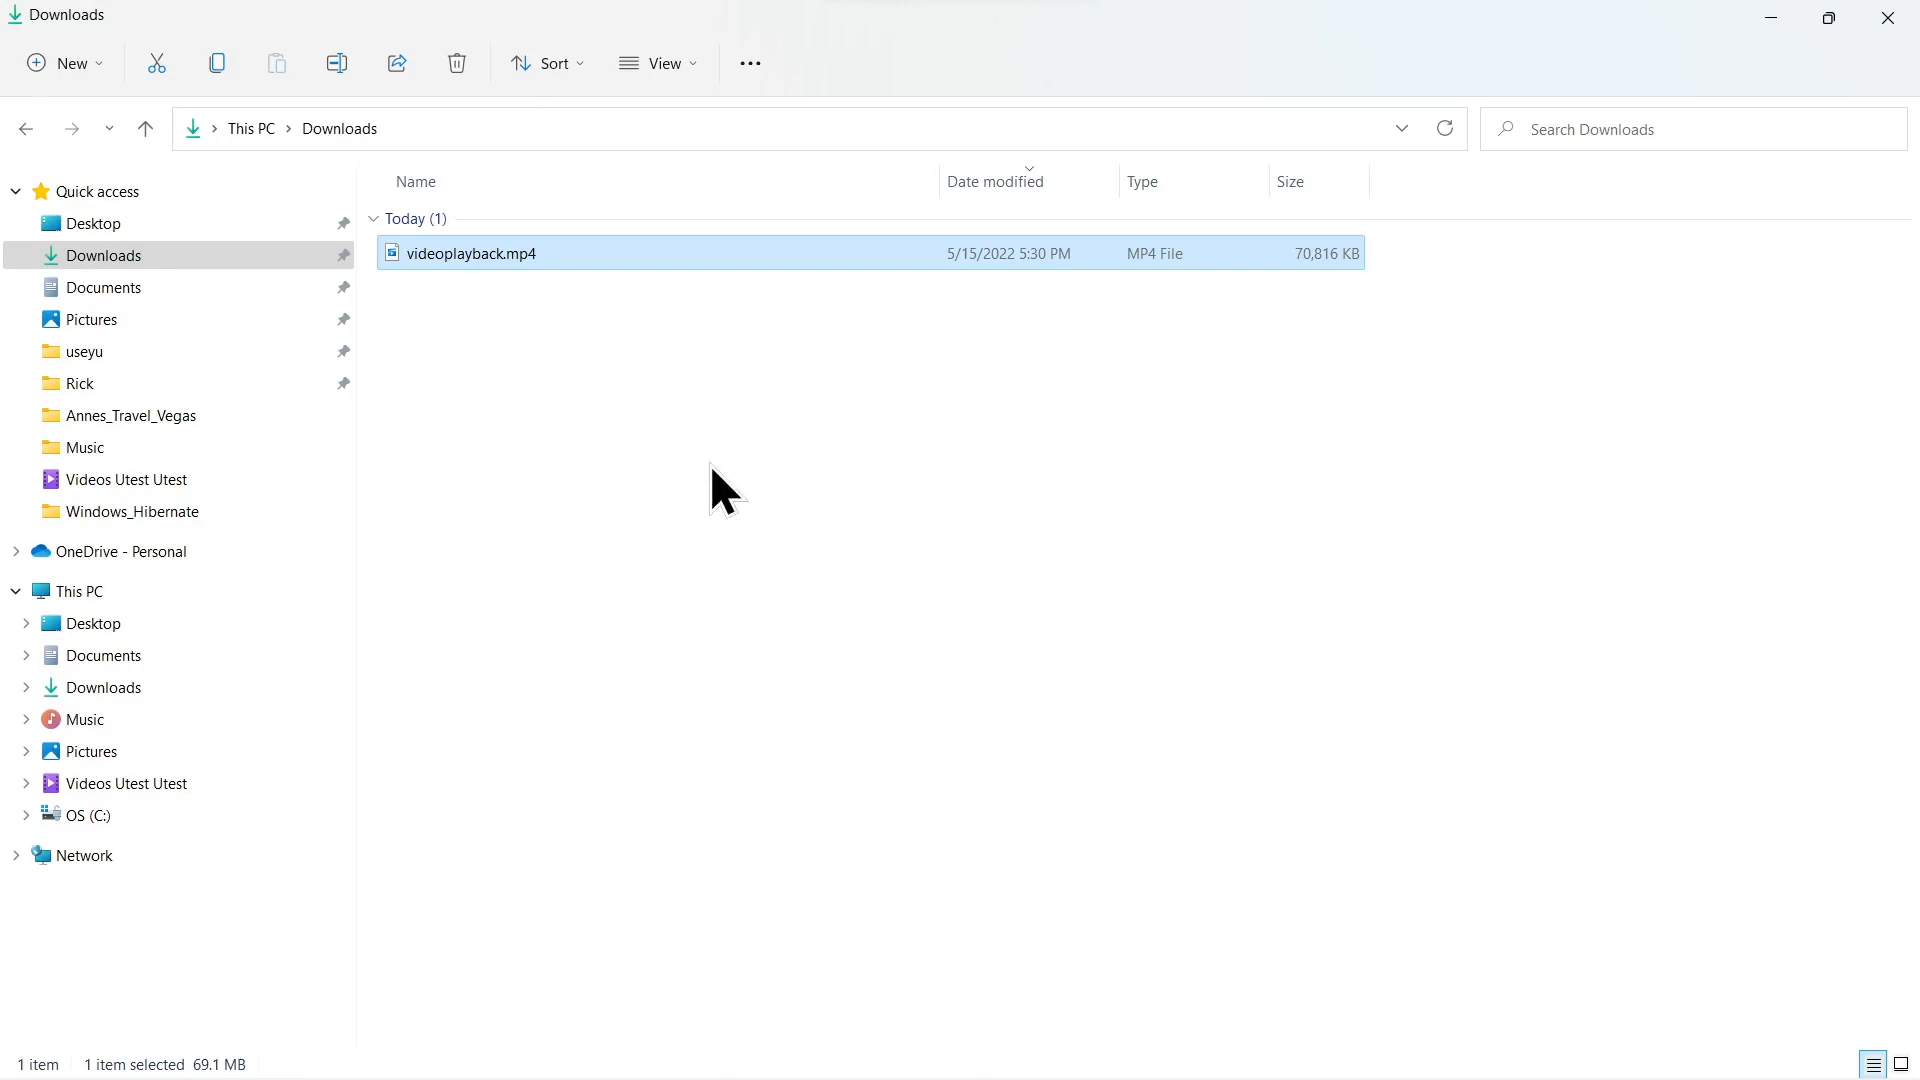 Downloads
New Sort View
This PC Downloads Search Downloads
Name Date modified Type Size
Today (1)
videoplayback.mp4 5/15/2022 5:30 PM MP4 File 70,816 KB
Quick access
Desktop
Downloads
Documents
Pictures
useyu
Rick
Annes_Travel_Vegas
Music
Videos Utest Utest
Windows_Hibernate
OneDrive - Personal
This PC
Desktop
Documents
Downloads
Music
Pictures
Videos Utest Utest
OS (C:)
Network
1 item 1 item selected 69.1 MB